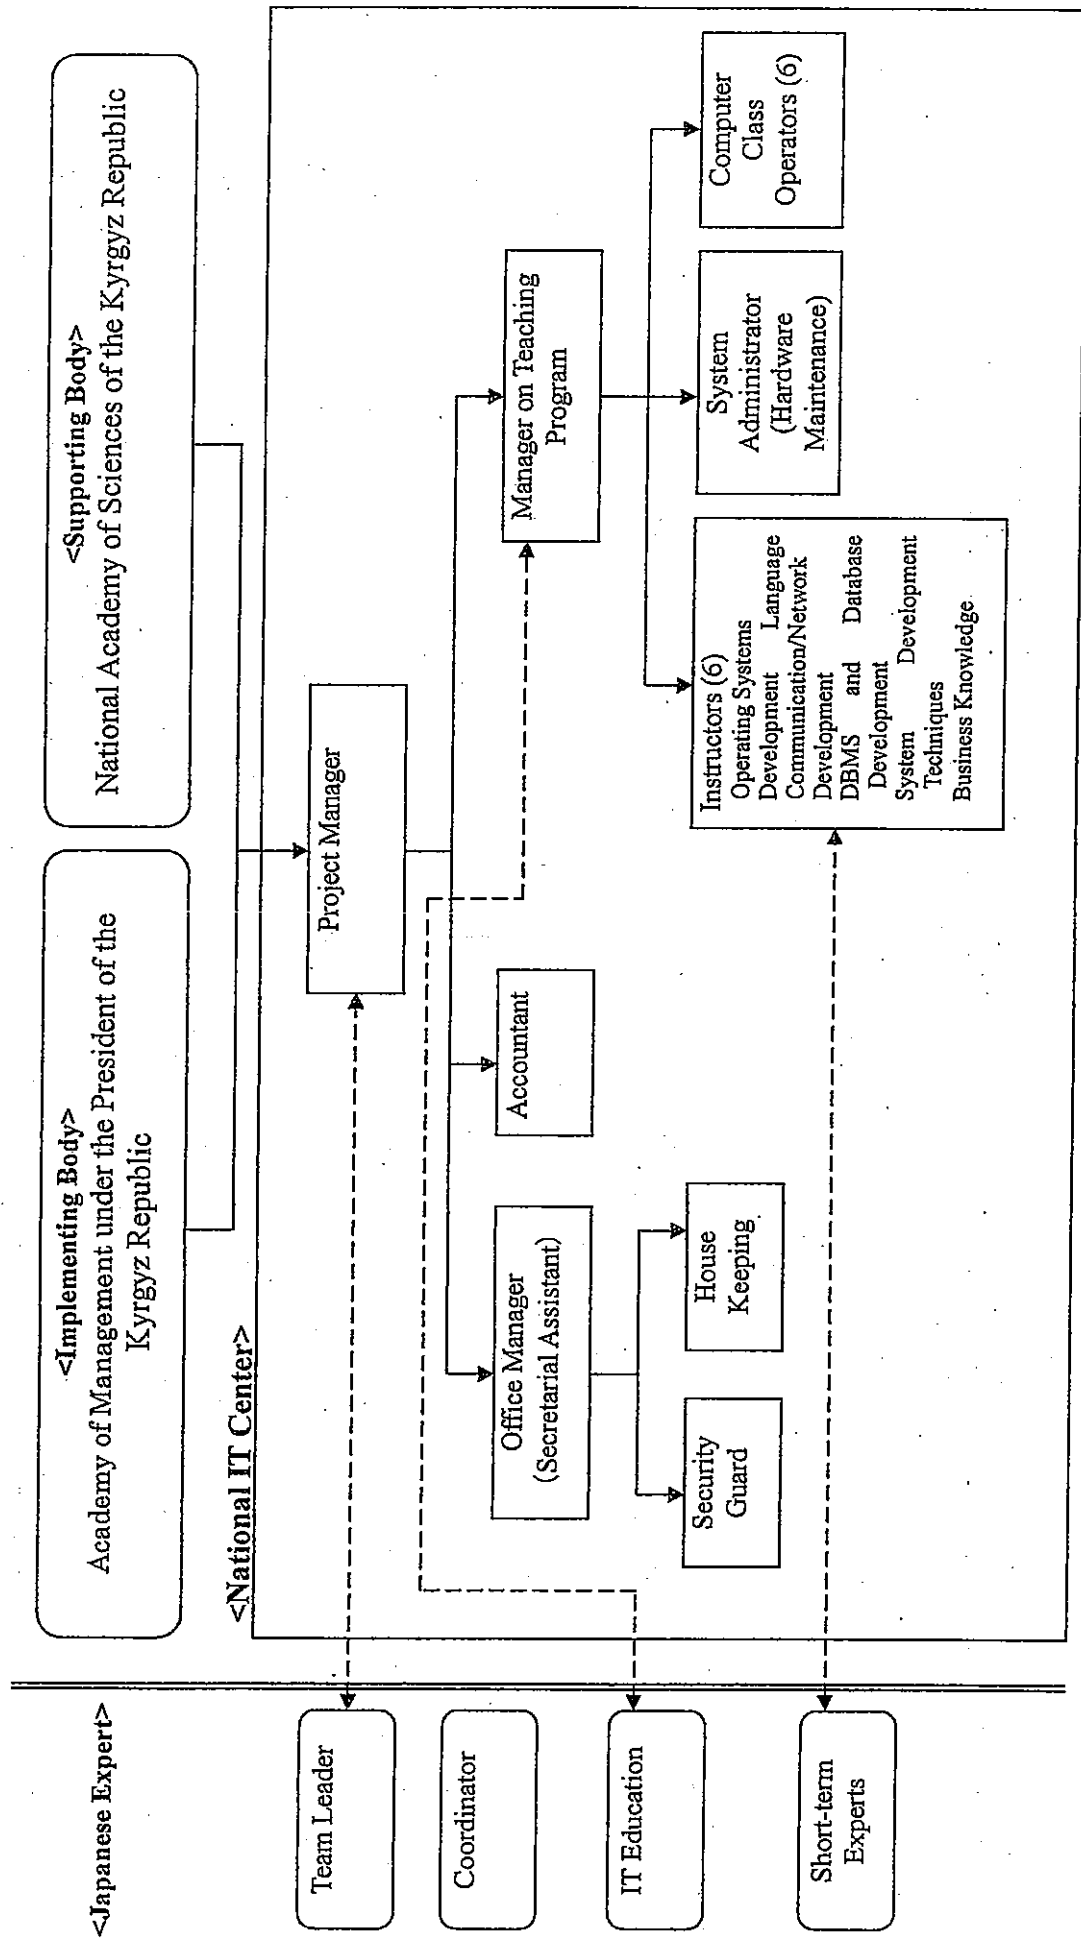 <Japanese Expert>
Team Leader
Coordinator
IT Education
Short-term
Experts
<Implementing Body>
Academy of Management under the President of the
Kyrgyz Republic
<Supporting Body>
National Academy of Sciences of the Kyrgyz Republic
<National IT Center>
Project Manager
Office Manager
(Secretarial Assistant)
Accountant
Manager on Teaching
Program
Security
Guard
House
Keeping
Instructors (6)
Operating Systems
Development Language
Communication/Network
Development
DBMS and Database
Development
System Development
Techniques
Business Knowledge
System
Administrator
(Hardware
Maintenance)
Computer
Class
Operators (6)